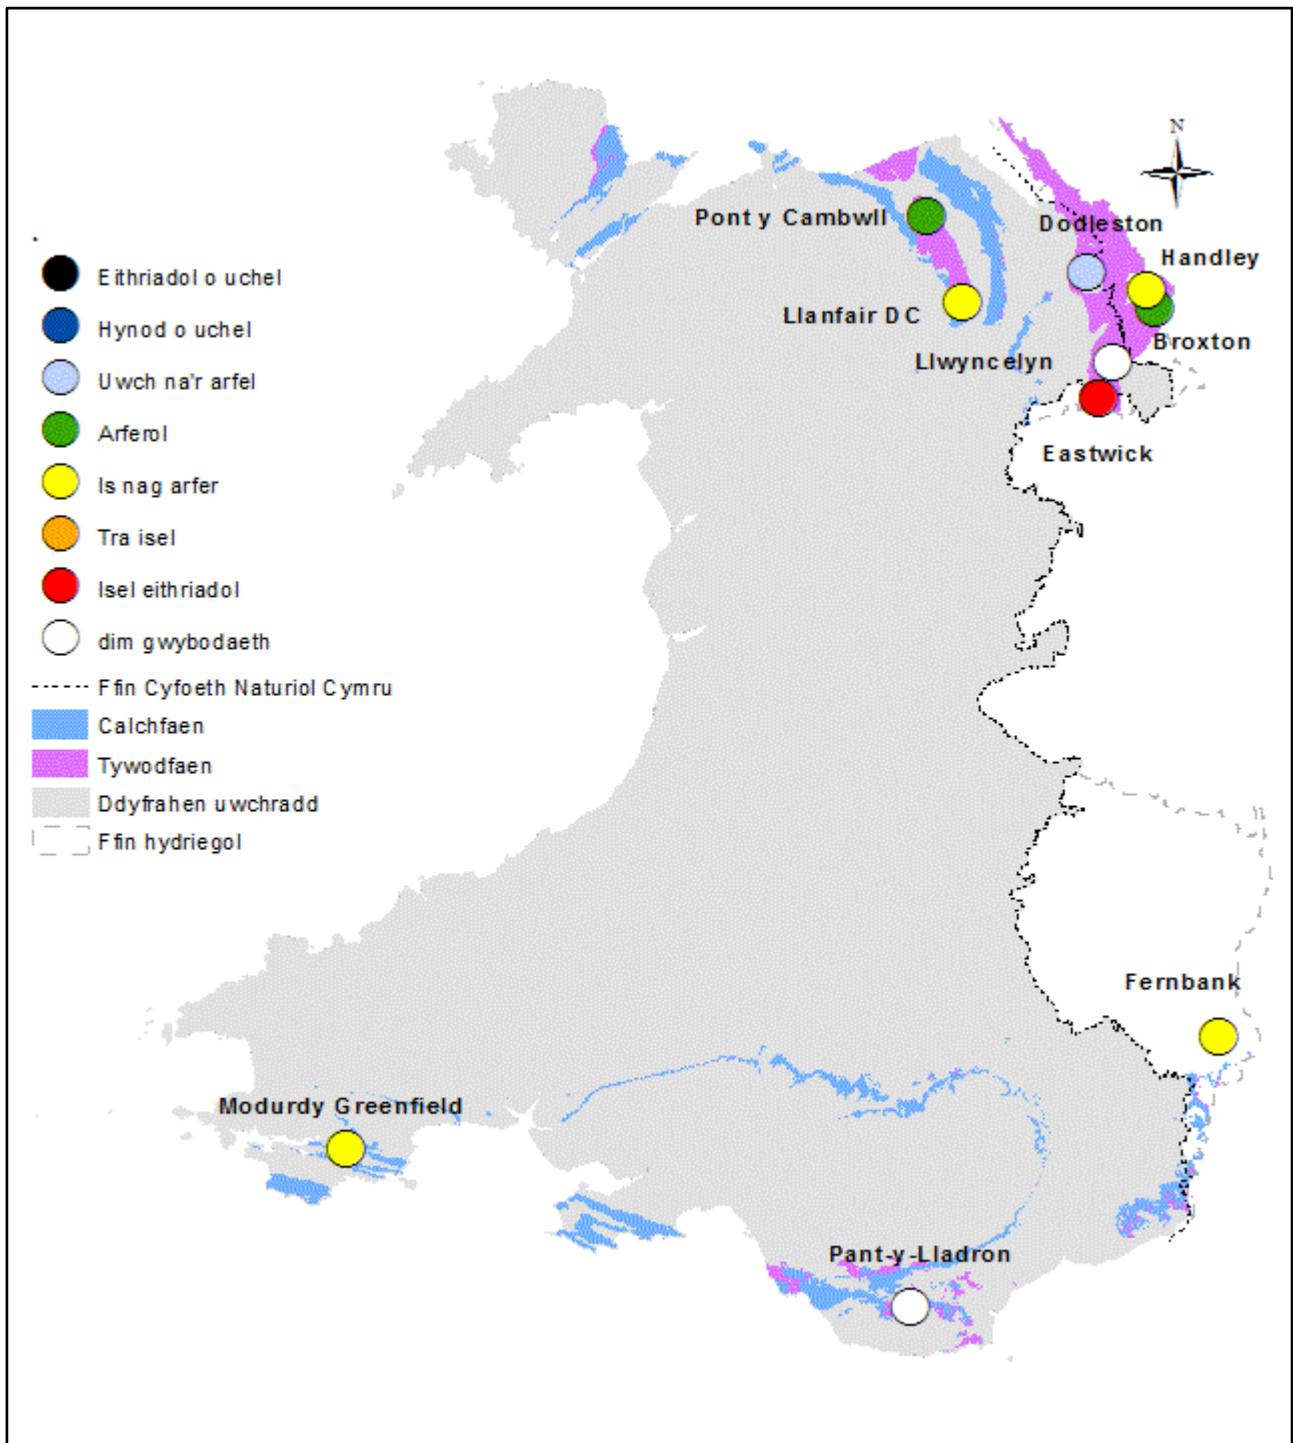 N
Pont y Cambwll
Dodleston
Handley
Llanfair DC
Broxton
Llwyncelyn
Eastwick
Fernbank
Modurdy Greenfield
Pant-y-Lladron
Eithriadol o uchel
Hynod o uchel
Uwch na'r arfel
Arferol
Is nag arfer
Tra isel
Isel eithriadol
dim gwybodaeth
Ffin Cyfoeth Naturiol Cymru
Calchfaen
Tywodfaen
Ddyfrahen uwchradd
Ffin hydriegol